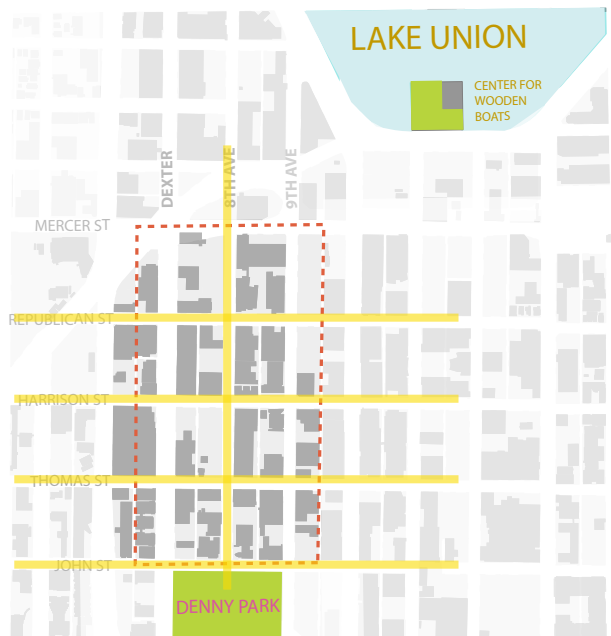 LAKE UNION
CENTER FOR
WOODEN
BOATS
DEXTER
8TH AVE
9TH AVE
MERCER ST
REPUBLICAN ST
HARRISON ST
THOMAS ST
JOHN ST
DENNY PARK